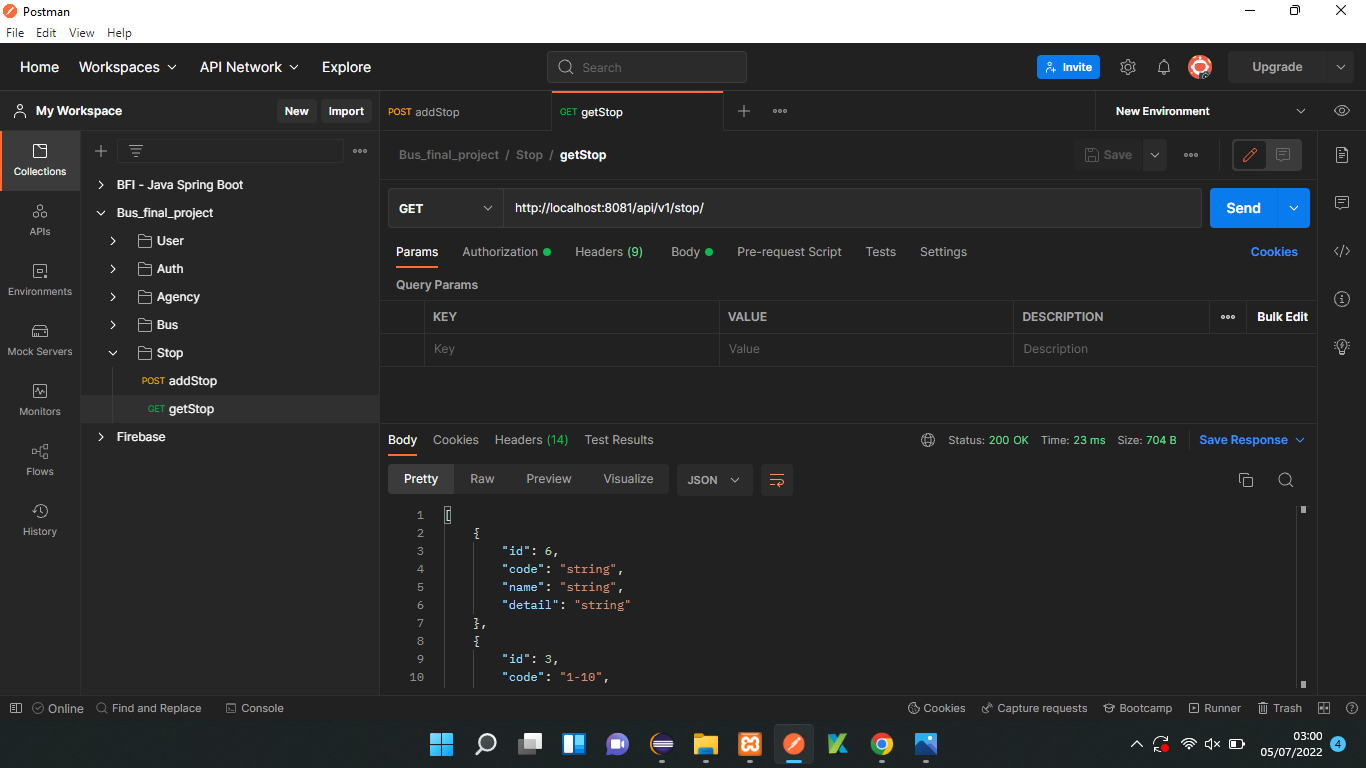 Postman
File Edit View Help
Home Workspaces API Network Explore Search Invite Upgrade
My Workspace New Import POST addStop GET getStop New Environment
Collections
APIs
Environments
Mock Servers
Monitors
Flows
History
BFI - Java Spring Boot
Bus_final_project
User
Auth
Agency
Bus
Stop
POST addStop
GET getStop
Firebase
Bus_final_project / Stop / getStop Save
GET http://localhost:8081/api/v1/stop/ Send
Params Authorization Headers (9) Body Pre-request Script Tests Settings Cookies
Query Params
KEY VALUE DESCRIPTION Bulk Edit
Key Value Description
Body Cookies Headers (14) Test Results Status: 200 OK Time: 23 ms Size: 704 B Save Response
Pretty Raw Preview Visualize JSON
1 [
2 {
3 "id": 6,
4 "code": "string",
5 "name": "string",
6 "detail": "string"
7 },
8 {
9 "id": 3,
10 "code": "1-10",
Online Find and Replace Console Cookies Capture requests Bootcamp Runner Trash
03:00
05/07/2022 4